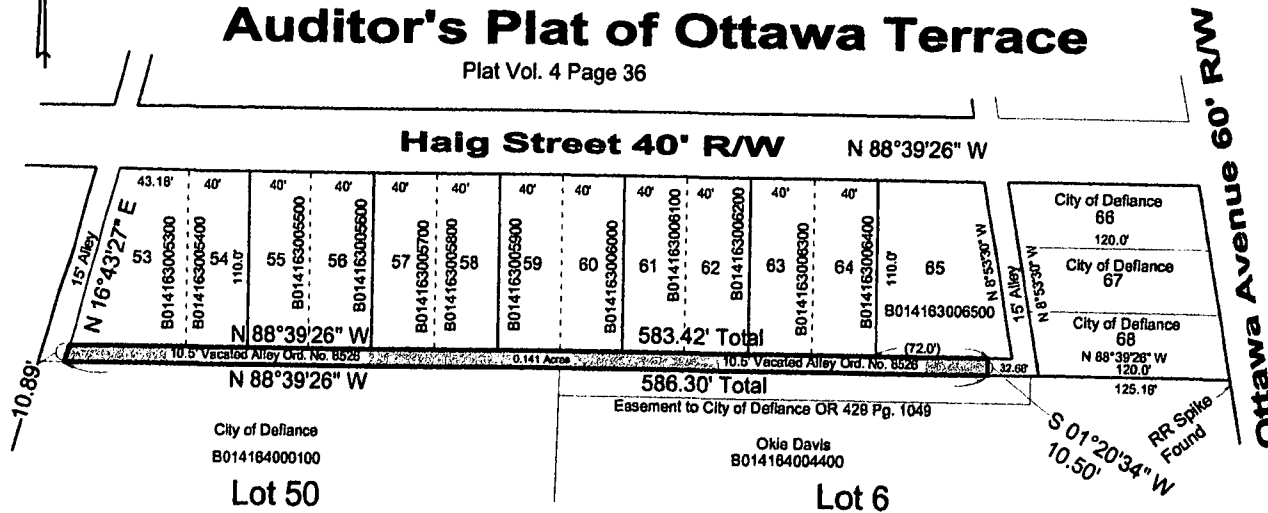 Auditor's Plat of Ottawa Terrace
Plat Vol. 4 Page 36
Ottawa Avenue 60' R/W
Haig Street 40' R/W
N 88°39'26" W
15' Alley
N 16°43'27" E
43.16'
40'
40'
40'
40'
40'
40'
40'
40'
40'
40'
40'
53
B014163005300
B014163005400
54
110.0'
55
B014163005500
56
B014163005600
57
B014163005700
B014163005800
58
B014163005900
59
60
B014163006000
61
B014163006100
62
B014163006200
63
B014163006300
64
B014163006400
110.0'
65
B014163006500
N 8°53'30" W
15' Alley
N 8°53'30" W
City of Defiance
66
120.0'
City of Defiance
67
City of Defiance
68
N 88°39'26" W
120.0'
125.16'
N 88°39'26" W
583.42' Total
(72.0')
10.5' Vacated Alley Ord. No. 6526
0.141 Acres
10.5' Vacated Alley Ord. No. 6526
32.66'
10.89'
N 88°39'26" W
586.30' Total
Easement to City of Defiance OR 428 Pg. 1049
S 01°20'34" W
10.50'
RR Spike
Found
City of Defiance
B014164000100
Lot 50
Okie Davis
B014164004400
Lot 6